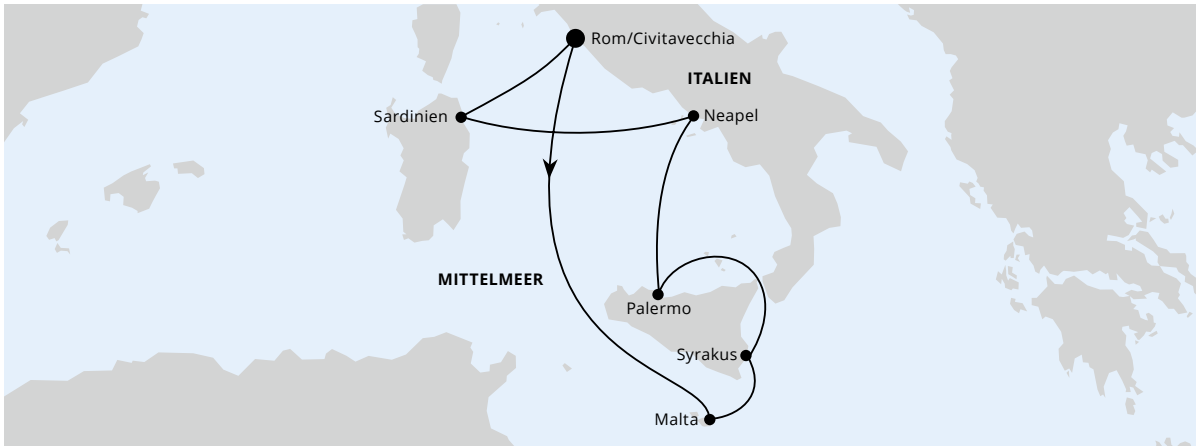 Rom/Civitavecchia
ITALIEN
Sardinien
Neapel
MITTELMEER
Palermo
Syrakus
Malta